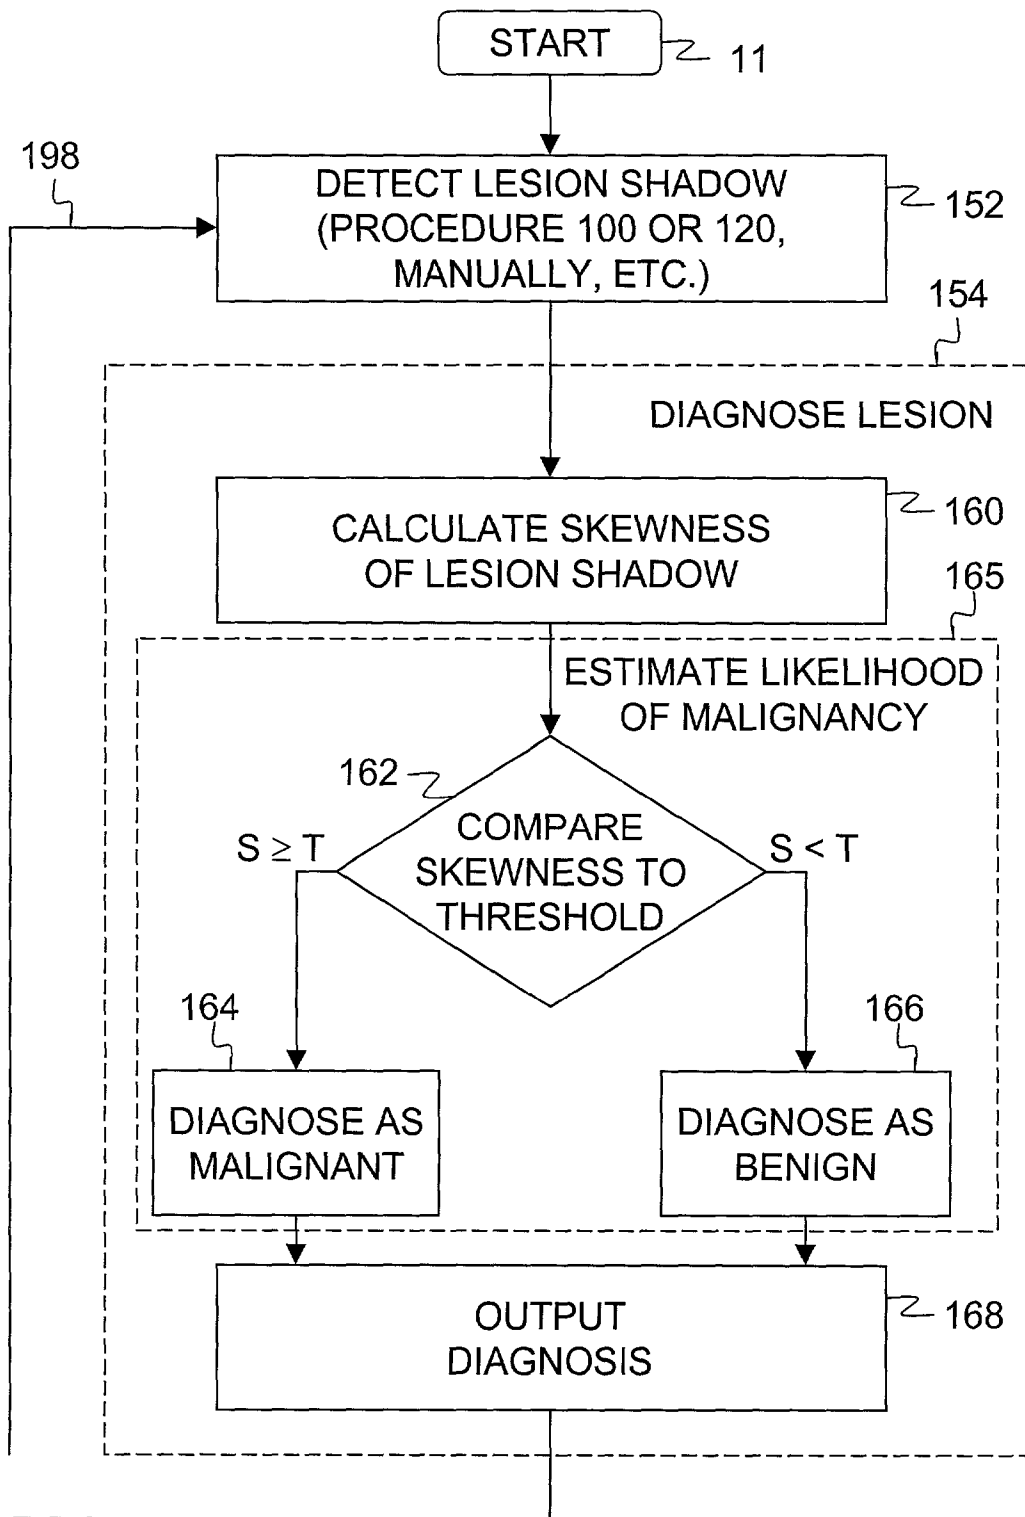 START
11
198
DETECT LESION SHADOW
(PROCEDURE 100 OR 120,
MANUALLY, ETC.)
152
154
DIAGNOSE LESION
CALCULATE SKEWNESS
OF LESION SHADOW
160
165
ESTIMATE LIKELIHOOD
OF MALIGNANCY
162
COMPARE
SKEWNESS TO
THRESHOLD
S ≥ T
S < T
164
166
DIAGNOSE AS
MALIGNANT
DIAGNOSE AS
BENIGN
OUTPUT
DIAGNOSIS
168